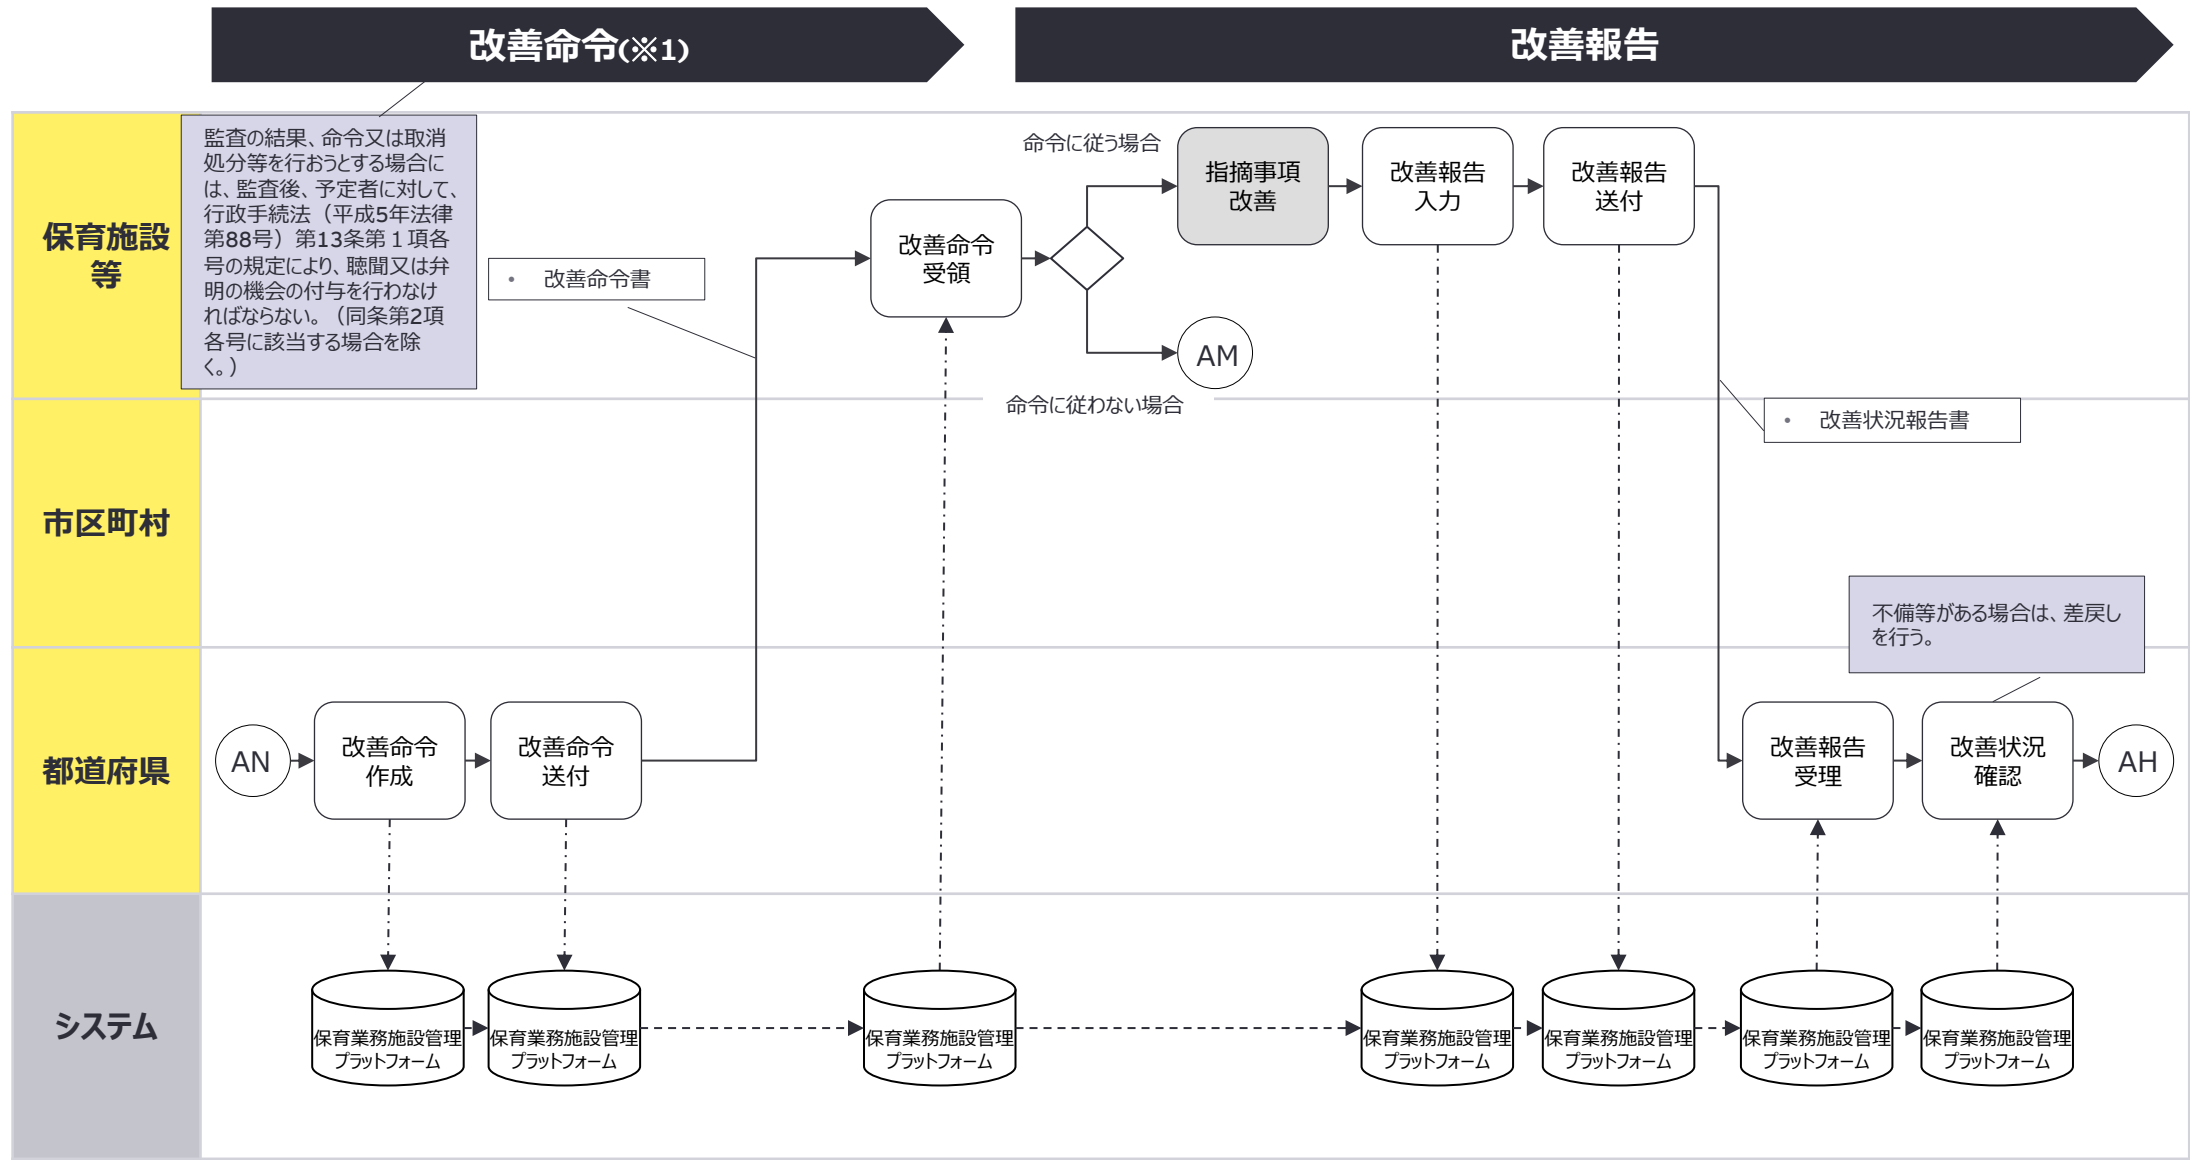 改善命令(※1)
改善報告
保育施設
等
監査の結果、命令又は取消
処分等を行おうとする場合に
は、監査後、予定者に対して、
行政手続法（平成5年法律
第88号）第13条第１項各
号の規定により、聴聞又は弁
明の機会の付与を行わなけ
ればならない。（同条第2項
各号に該当する場合を除
く。）
• 改善命令書
改善命令
受領
命令に従う場合
指摘事項
改善
改善報告
入力
改善報告
送付
AM
命令に従わない場合
• 改善状況報告書
市区町村
不備等がある場合は、差戻し
を行う。
都道府県
AN
改善命令
作成
改善命令
送付
改善報告
受理
改善状況
確認
AH
システム
保育業務施設管理
プラットフォーム
保育業務施設管理
プラットフォーム
保育業務施設管理
プラットフォーム
保育業務施設管理
プラットフォーム
保育業務施設管理
プラットフォーム
保育業務施設管理
プラットフォーム
保育業務施設管理
プラットフォーム